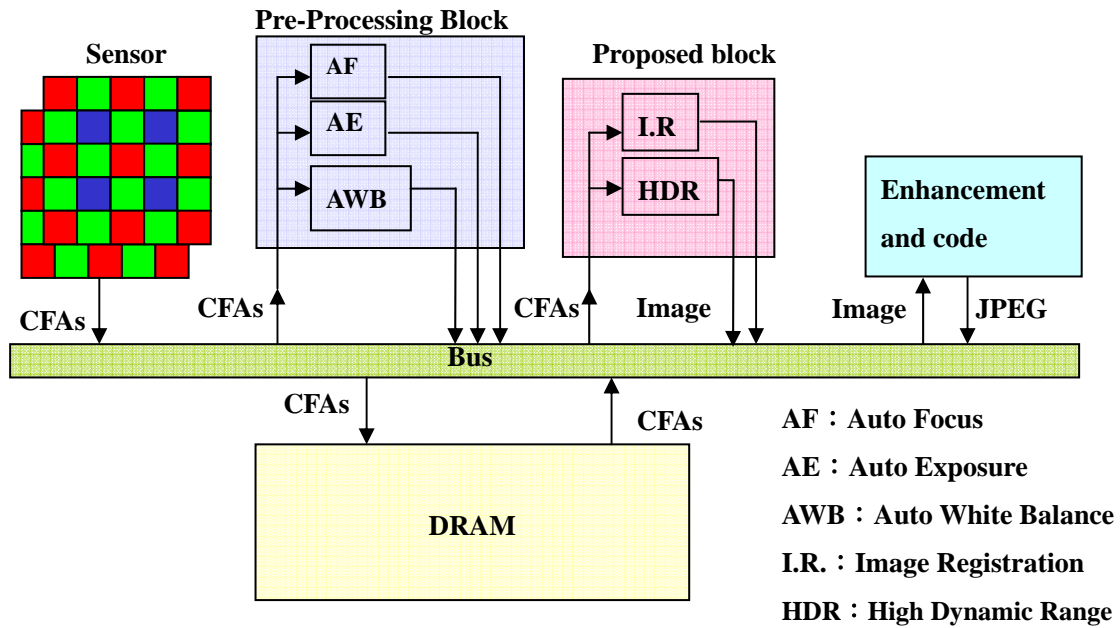 Pre-Processing Block
Sensor
Proposed block
AF
AE
AWB
I.R
HDR
Enhancement
and code
CFAs
CFAs
CFAs
Image
Image
JPEG
Bus
CFAs
CFAs
DRAM
AF：Auto Focus
AE：Auto Exposure
AWB：Auto White Balance
I.R.：Image Registration
HDR：High Dynamic Range